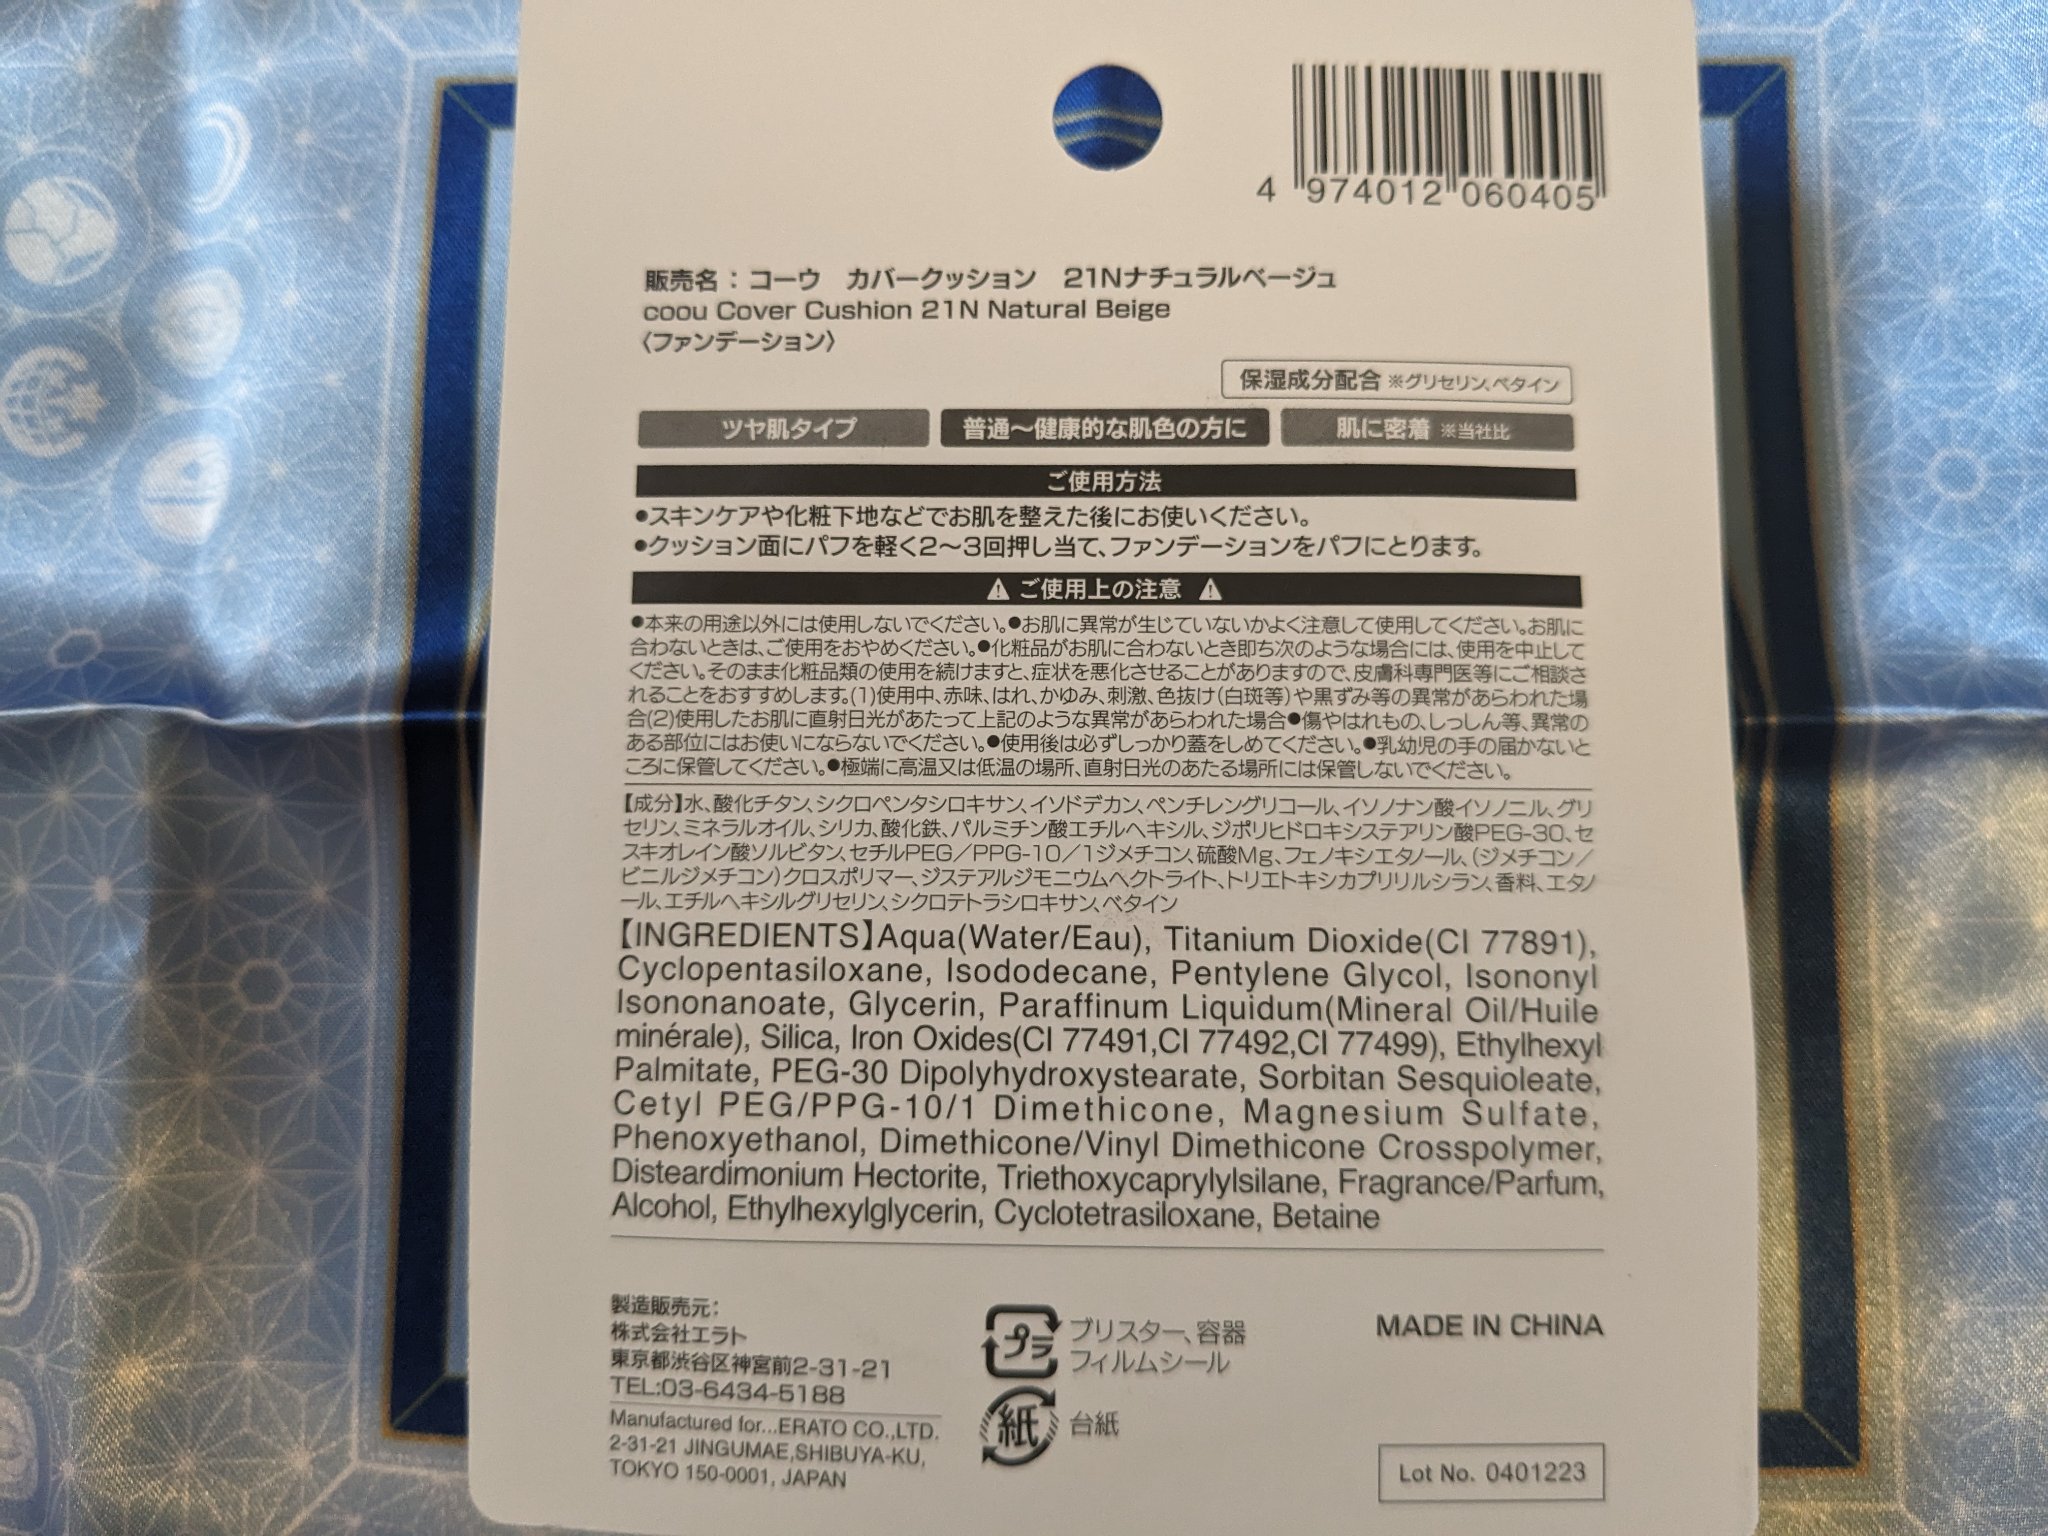 4 974012 060405
販売名：コーウ　カバークッション　21Nナチュラルベージュ
coou Cover Cushion 21N Natural Beige
〈ファンデーション〉
保湿成分配合 ※グリセリン、ベタイン
ツヤ肌タイプ
普通〜健康的な肌色の方に
肌に密着 ※当社比
ご使用方法
●スキンケアや化粧下地などでお肌を整えた後にお使いください。
●クッション面にパフを軽く2〜3回押し当て、ファンデーションをパフにとります。
⚠ ご使用上の注意 ⚠
●本来の用途以外には使用しないでください。●お肌に異常が生じていないかよく注意して使用してください。お肌に
合わないときは、ご使用をおやめください。●化粧品がお肌に合わないとき即ち次のような場合には、使用を中止して
ください。そのまま化粧品類の使用を続けますと、症状を悪化させることがありますので、皮膚科専門医等にご相談さ
れることをおすすめします。(1)使用中、赤味、はれ、かゆみ、刺激、色抜け（白斑等）や黒ずみ等の異常があらわれた場
合(2)使用したお肌に直射日光があたって上記のような異常があらわれた場合●傷やはれもの、しっしん等、異常の
ある部位にはお使いにならないでください。●使用後は必ずしっかり蓋をしめてください。●乳幼児の手の届かないと
ころに保管してください。●極端に高温又は低温の場所、直射日光のあたる場所には保管しないでください。
【成分】水、酸化チタン、シクロペンタシロキサン、イソドデカン、ペンチレングリコール、イソノナン酸イソノニル、グリ
セリン、ミネラルオイル、シリカ、酸化鉄、パルミチン酸エチルヘキシル、ジポリヒドロキシステアリン酸PEG-30、セ
スキオレイン酸ソルビタン、セチルPEG／PPG-10／1ジメチコン、硫酸Mg、フェノキシエタノール、（ジメチコン／
ビニルジメチコン）クロスポリマー、ジステアルジモニウムヘクトライト、トリエトキシカプリリルシラン、香料、エタノ
ール、エチルヘキシルグリセリン、シクロテトラシロキサン、ベタイン
【INGREDIENTS】Aqua(Water/Eau), Titanium Dioxide(CI 77891),
Cyclopentasiloxane, Isododecane, Pentylene Glycol, Isononyl
Isononanoate, Glycerin, Paraffinum Liquidum(Mineral Oil/Huile
minérale), Silica, Iron Oxides(CI 77491,CI 77492,CI 77499), Ethylhexyl
Palmitate, PEG-30 Dipolyhydroxystearate, Sorbitan Sesquioleate,
Cetyl PEG/PPG-10/1 Dimethicone, Magnesium Sulfate,
Phenoxyethanol, Dimethicone/Vinyl Dimethicone Crosspolymer,
Disteardimonium Hectorite, Triethoxycaprylylsilane, Fragrance/Parfum,
Alcohol, Ethylhexylglycerin, Cyclotetrasiloxane, Betaine
製造販売元：
株式会社エラト
東京都渋谷区神宮前2-31-21
TEL:03-6434-5188
Manufactured for...ERATO CO.,LTD.
2-31-21 JINGUMAE,SHIBUYA-KU,
TOKYO 150-0001, JAPAN
プラ
ブリスター、容器
フィルムシール
紙
台紙
MADE IN CHINA
Lot No. 0401223